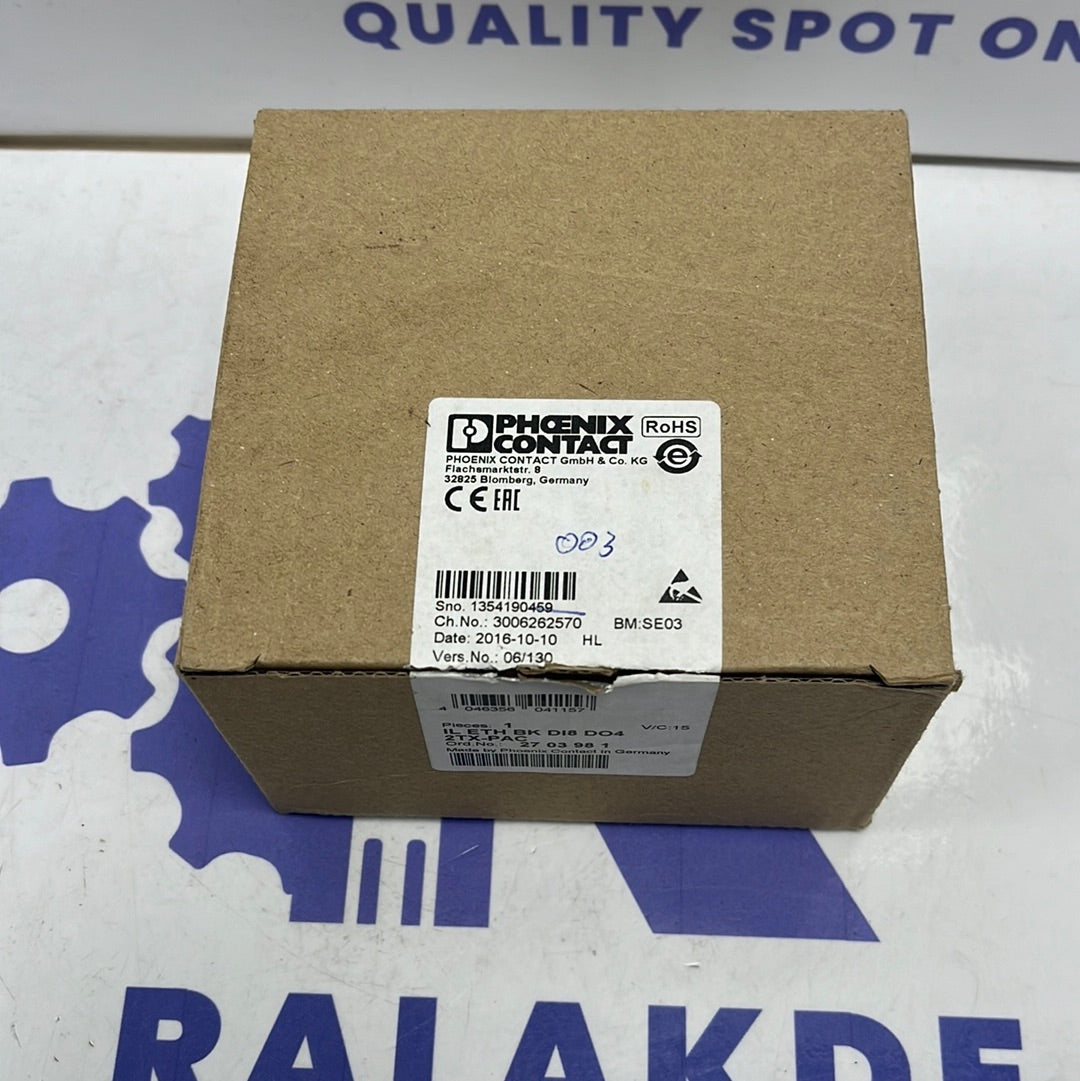 QUALITY SPOT ON
PHŒNIX
CONTACT
RoHS
PHOENIX CONTACT GmbH & Co. KG
Flachsmarktstr. 8
32825 Blomberg, Germany
CE EAC
e
003
Sno. 1354190459
Ch.No.: 3006262570 BM:SE03
Date: 2016-10-10 HL
Vers.No.: 06/130
4 046356 041157
Pieces: 1 V/C:15
IL ETH BK DI8 DO4
2TX-PAC
Ord.No.: 27 03 98 1
Made by Phoenix Contact in Germany
RALAKDE